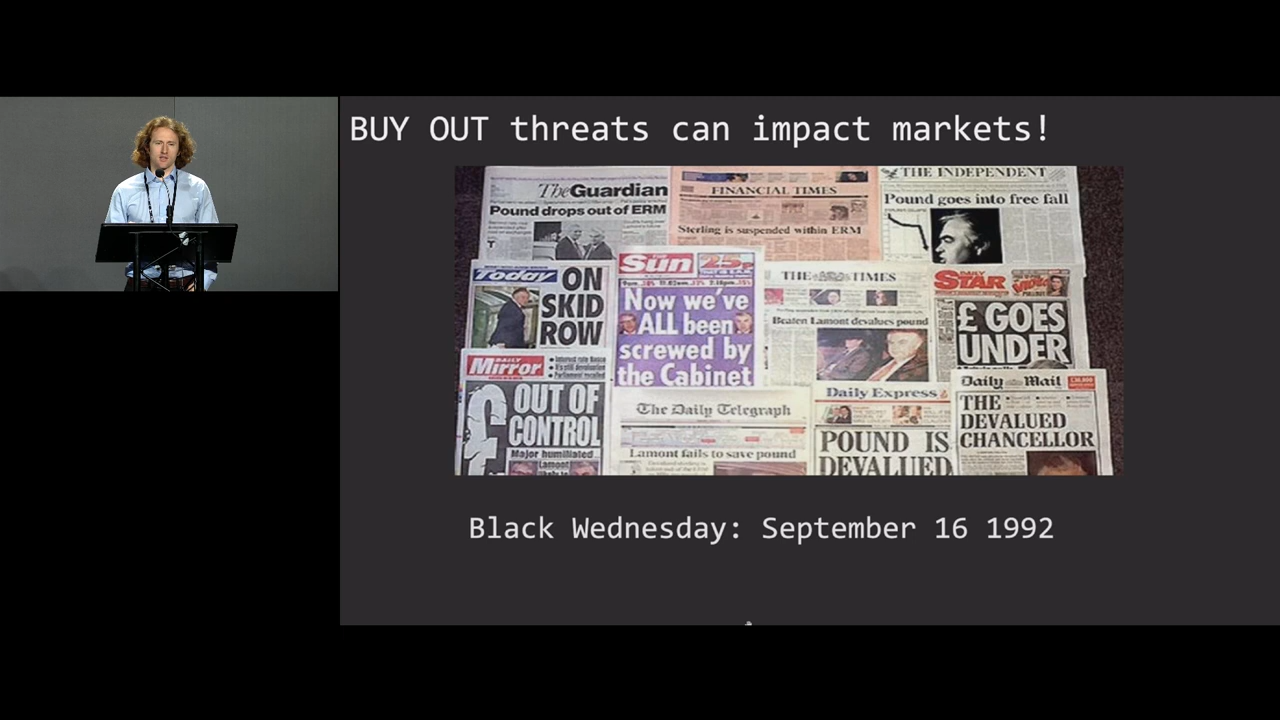 BUY OUT threats can impact markets!
The Guardian
Pound drops out of ERM
FINANCIAL TIMES
Sterling is suspended within ERM
THE INDEPENDENT
Pound goes into free fall
Today
ON
SKID
ROW
THE Sun
25p
Now we've
ALL been
screwed by
the Cabinet
THE TIMES
Beaten Lamont devalues pound
DAILY
STAR
£ GOES
UNDER
DAILY
Mirror
£
OUT OF
CONTROL
Major humiliated
Lamont
The Daily Telegraph
Lamont fails to save pound
Daily Express
POUND IS
DEVALUED
Daily Mail
THE
DEVALUED
CHANCELLOR
Black Wednesday: September 16 1992